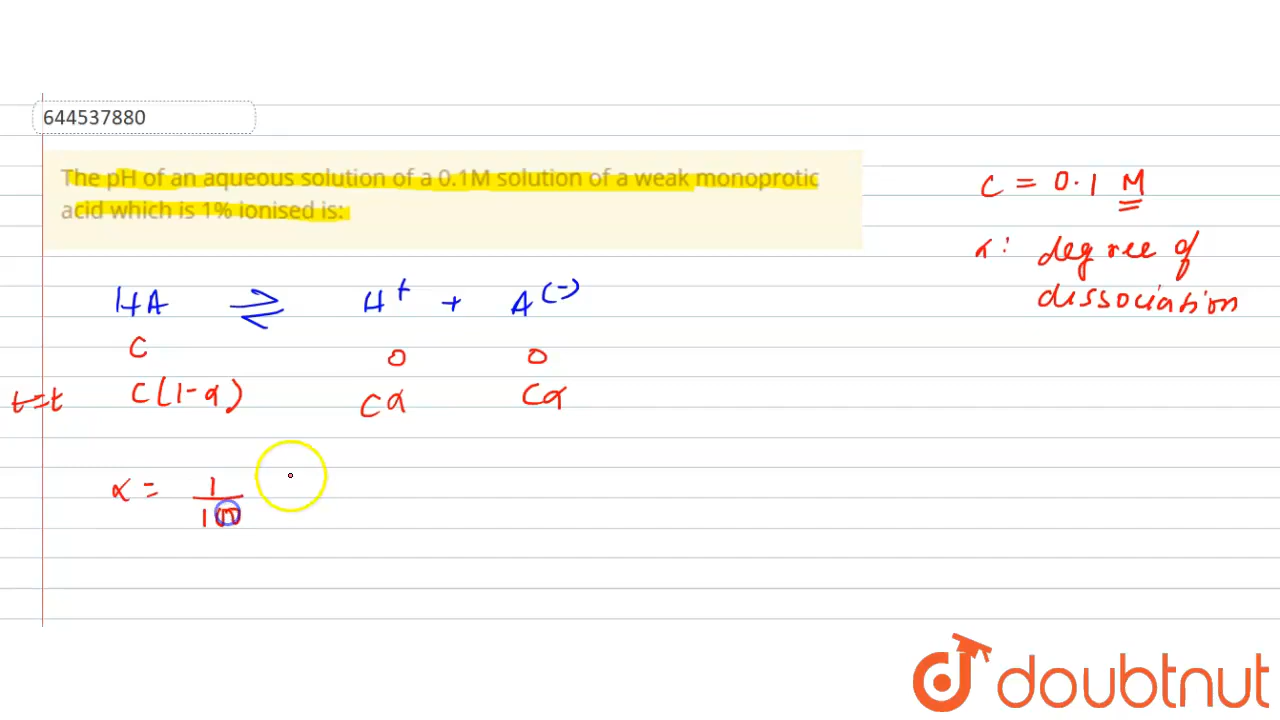 644537880
The pH of an aqueous solution of a 0.1M solution of a weak monoprotic
acid which is 1% ionised is:
C = 0.1 M
α : degree of
dissociation
HA ⇌ H+ + A(-)
C 0 0
t=t C(1-α) Cα Cα
α = 1/100
doubtnut